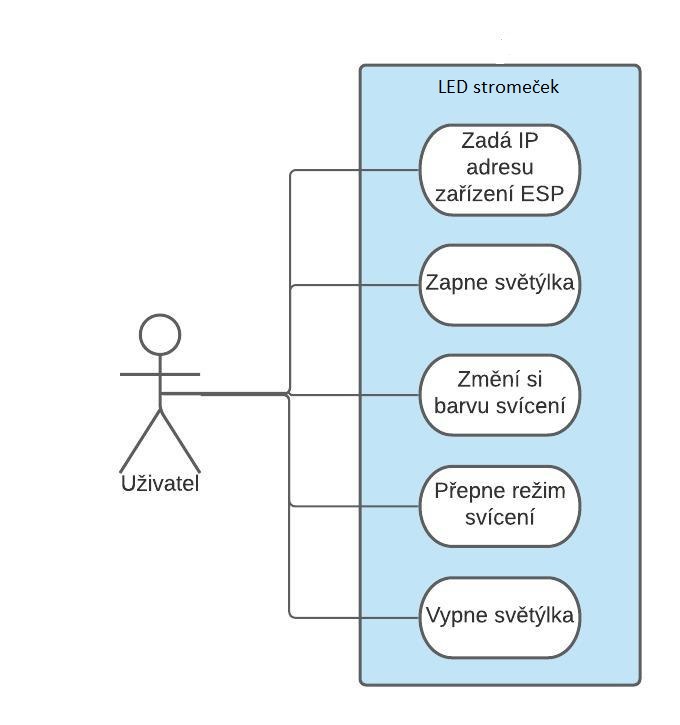 LED stromeček
Zadá IP
adresu
zařízení ESP
Zapne světýlka
Změní si
barvu svícení
Přepne režim
svícení
Vypne světýlka
Uživatel